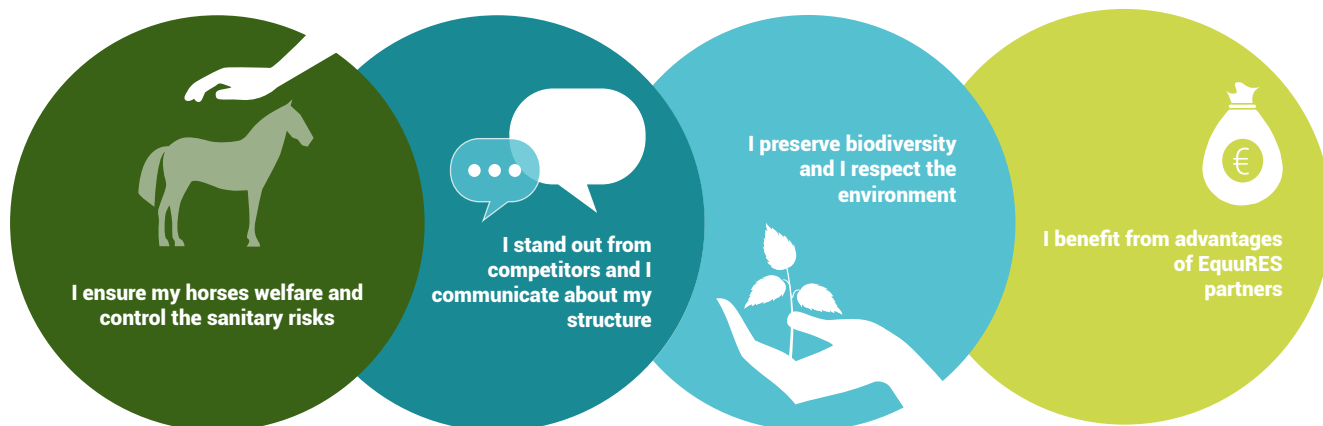 I ensure my horses welfare and
control the sanitary risks
I stand out from
competitors and I
communicate about my
structure
I preserve biodiversity
and I respect the
environment
€
I benefit from advantages
of EquuRES
partners